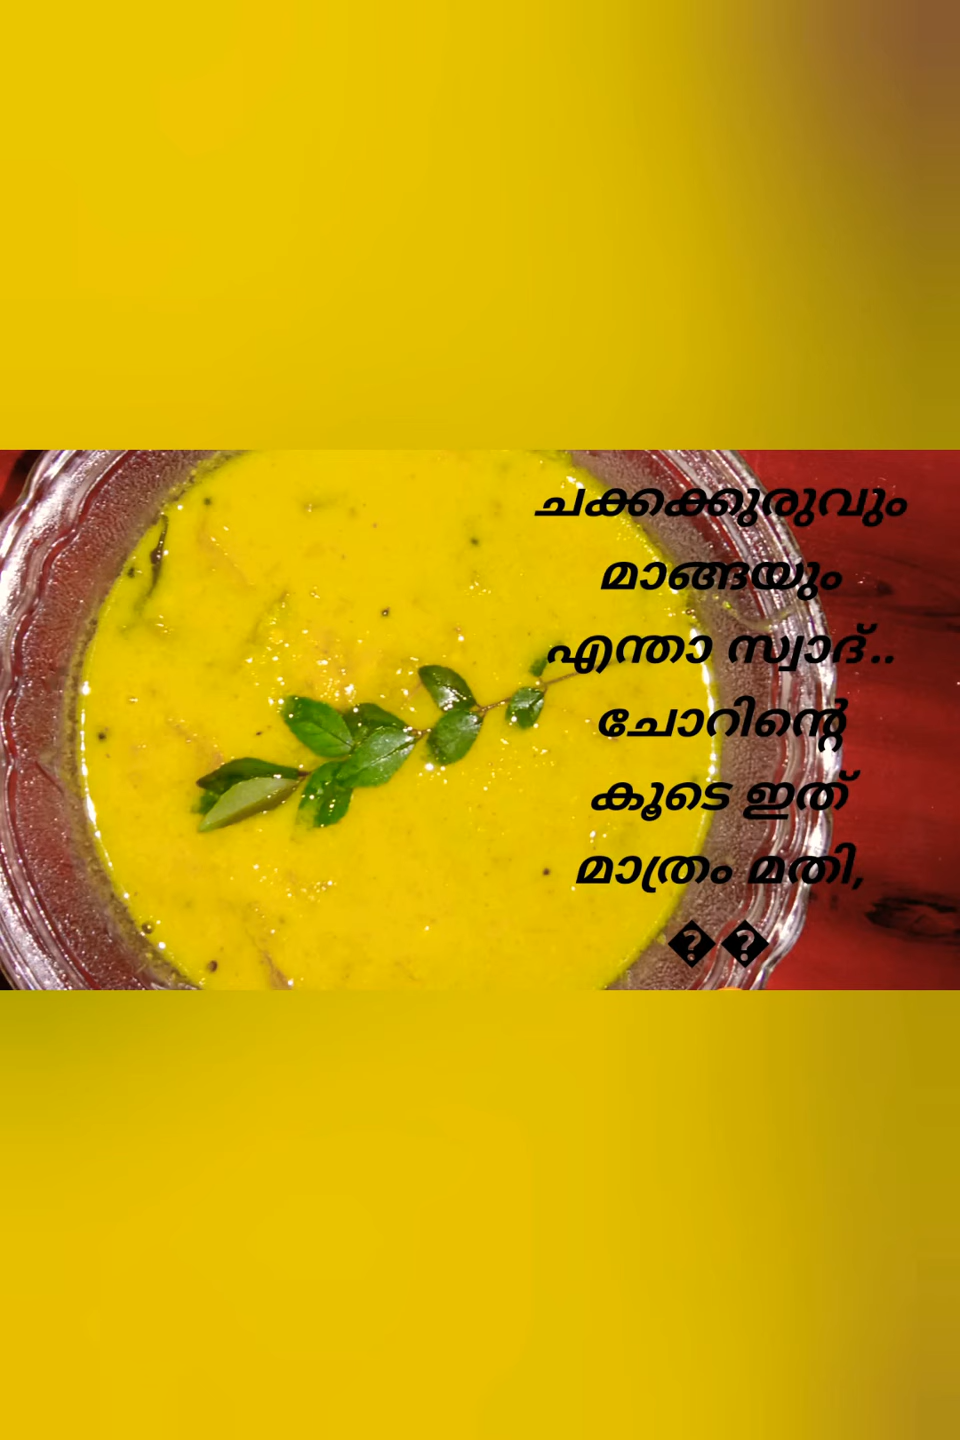 ചക്കക്കുരുവും
മാങ്ങയും
എന്താ സ്വാദ്..
ചോറിന്റെ
കൂടെ ഇത്
മാത്രം മതി,
��